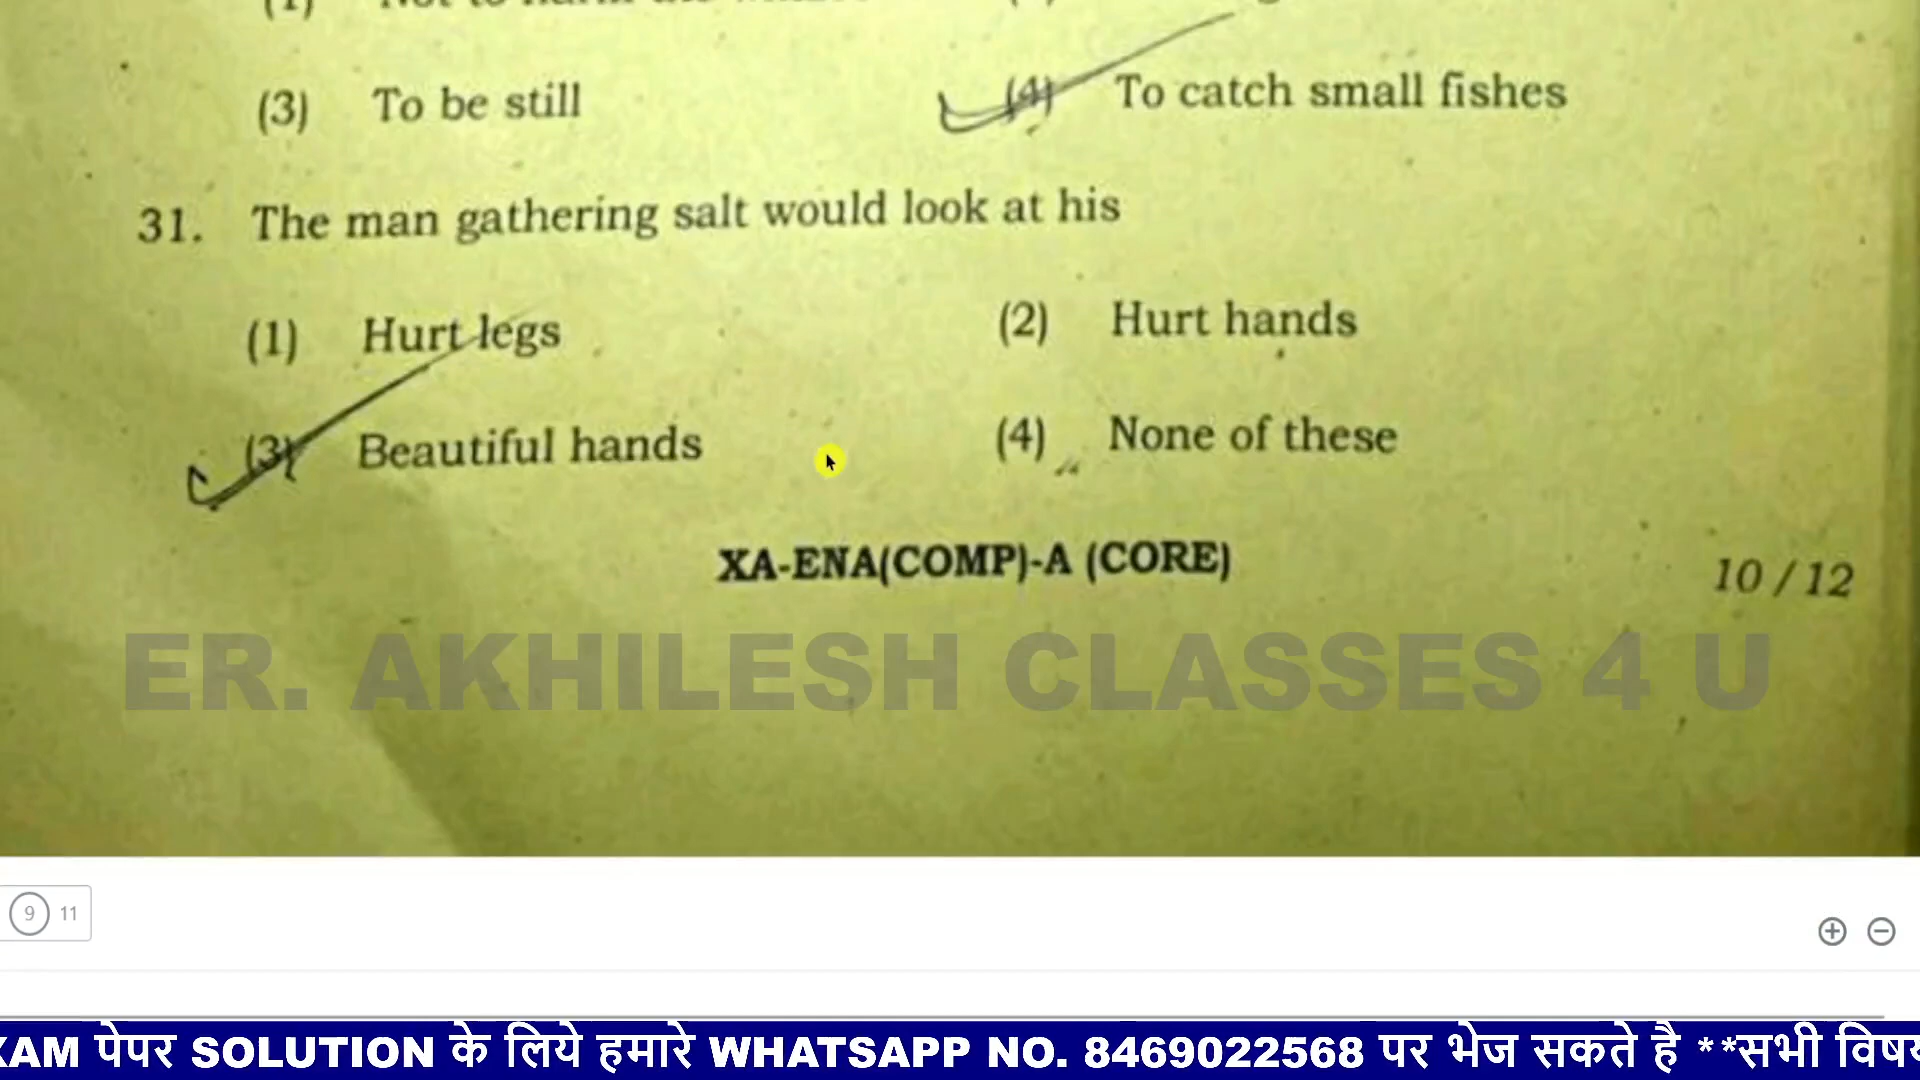 (3) To be still (4) To catch small fishes
31. The man gathering salt would look at his
(1) Hurt legs (2) Hurt hands
(3) Beautiful hands (4) None of these
XA-ENA(COMP)-A (CORE)
10 / 12
ER. AKHILESH CLASSES 4 U
9 11
पेपर SOLUTION के लिये हमारे WHATSAPP NO. 8469022568 पर भेज सकते है **सभी